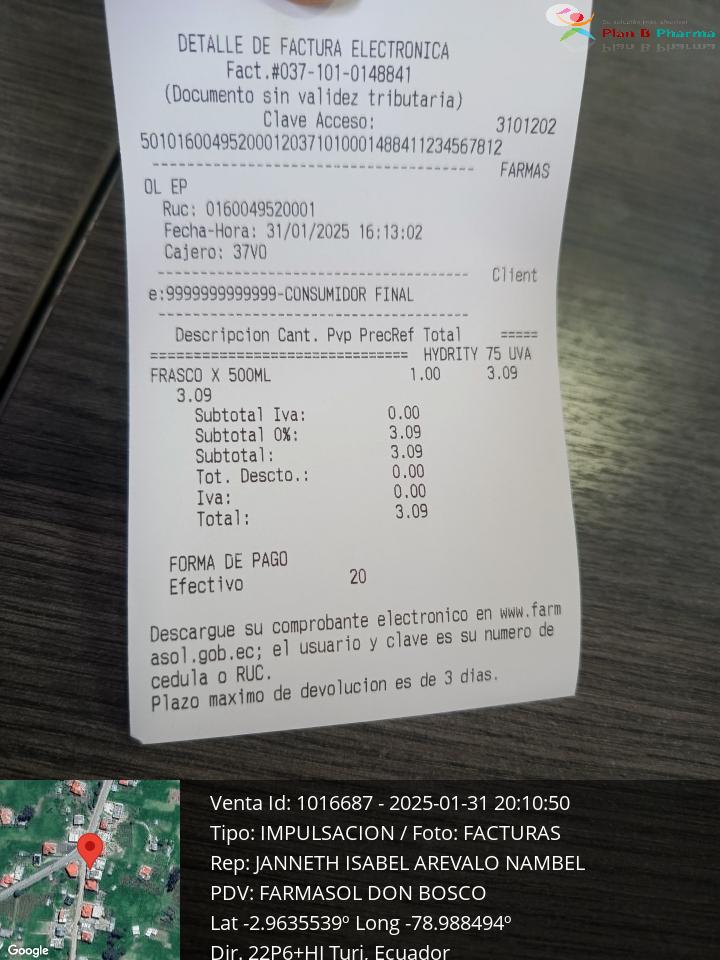 Su solución más efectiva!
Plan B Pharma
DETALLE DE FACTURA ELECTRONICA
Fact.#037-101-0148841
(Documento sin validez tributaria)
Clave Acceso: 3101202
501016004952000120371010001488411234567812
-------------------------------- FARMAS
OL EP
Ruc: 0160049520001
Fecha-Hora: 31/01/2025 16:13:02
Cajero: 37VO
-------------------------------- Client
e:9999999999999-CONSUMIDOR FINAL
--------------------------------
Descripcion Cant. Pvp PrecRef Total =====
================================ HYDRITY 75 UVA
FRASCO X 500ML 1.00 3.09
3.09
Subtotal Iva: 0.00
Subtotal 0%: 3.09
Subtotal: 3.09
Tot. Descto.: 0.00
Iva: 0.00
Total: 3.09
FORMA DE PAGO
Efectivo 20
Descargue su comprobante electronico en www.farm
asol.gob.ec; el usuario y clave es su numero de
cedula o RUC.
Plazo maximo de devolucion es de 3 dias.
Venta Id: 1016687 - 2025-01-31 20:10:50
Tipo: IMPULSACION / Foto: FACTURAS
Rep: JANNETH ISABEL AREVALO NAMBEL
PDV: FARMASOL DON BOSCO
Lat -2.9635539º Long -78.988494º
Dir. 22P6+HJ Turi, Ecuador
Google